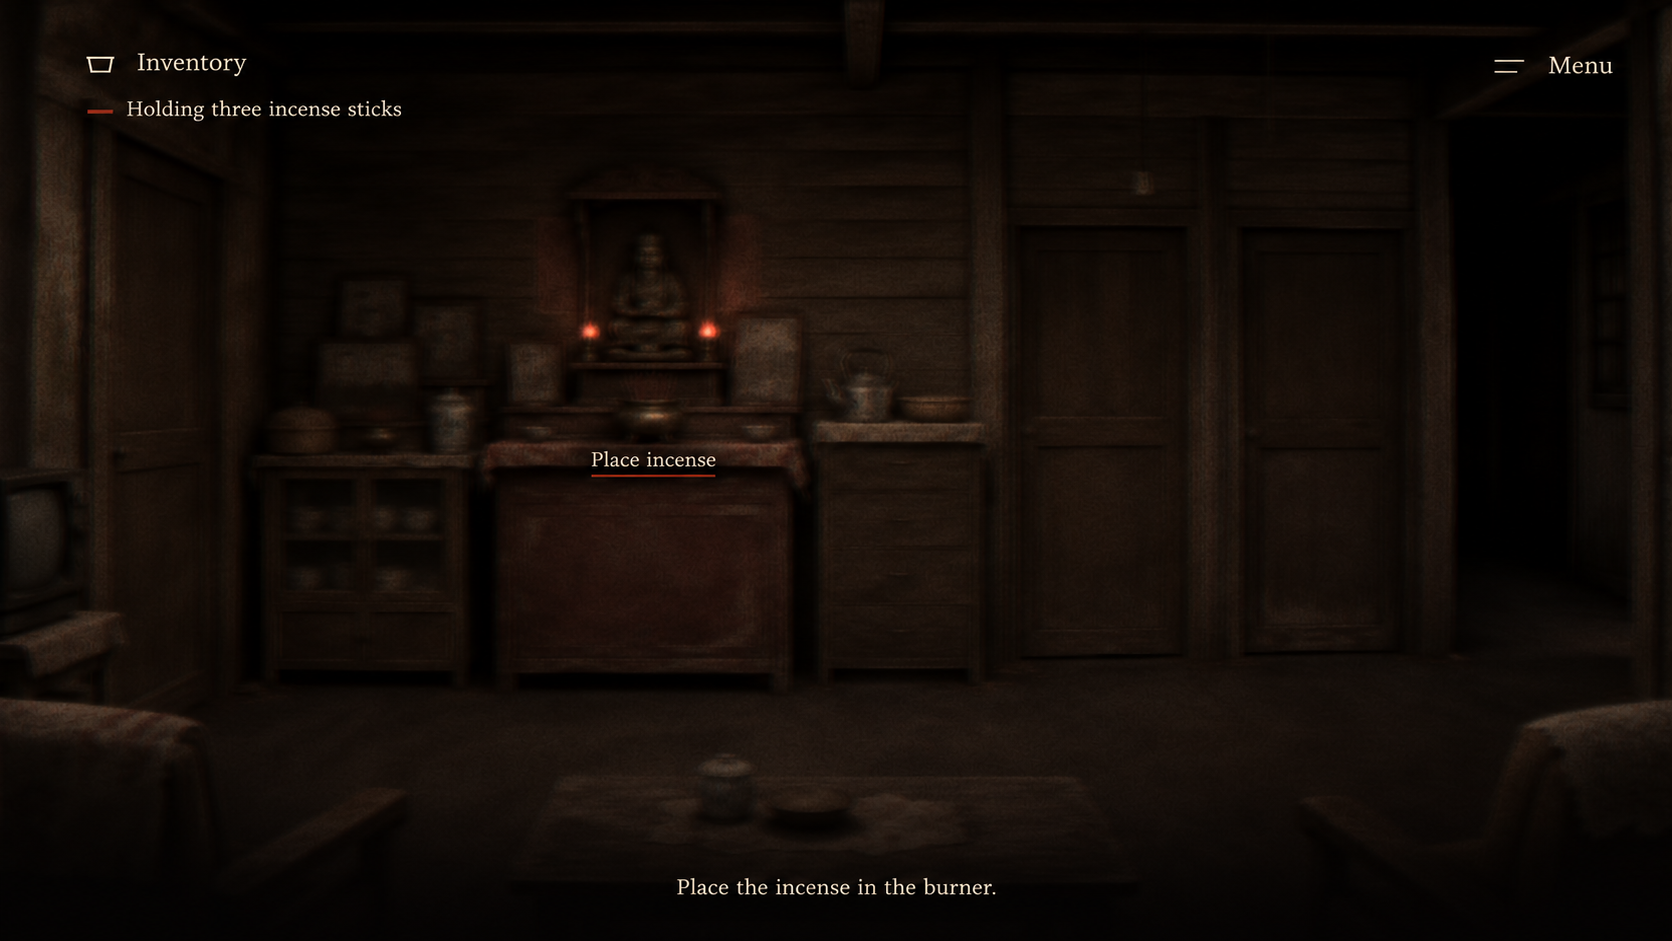 Inventory
Menu
Holding three incense sticks
Place incense
Place the incense in the burner.